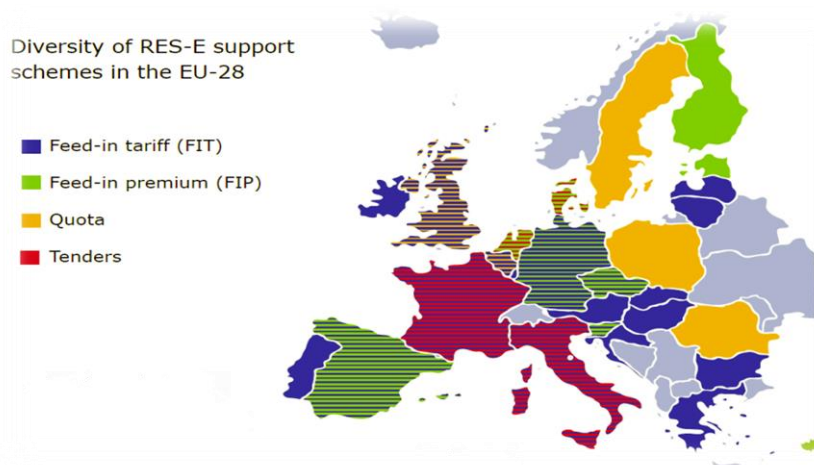 Diversity of RES-E support
schemes in the EU-28
Feed-in tariff (FIT)
Feed-in premium (FIP)
Quota
Tenders